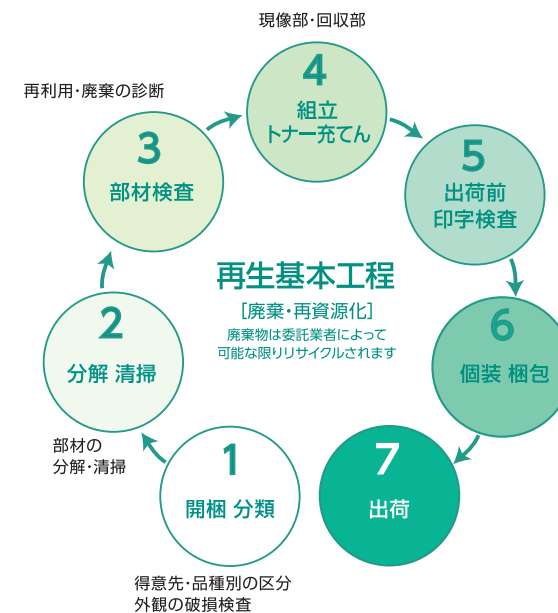 再生基本工程
[廃棄・再資源化]
廃棄物は委託業者によって
可能な限りリサイクルされます
1
開梱 分類
得意先・品種別の区分
外観の破損検査
2
分解 清掃
部材の
分解・清掃
3
部材検査
再利用・廃棄の診断
4
組立
トナー充てん
現像部・回収部
5
出荷前
印字検査
6
個装 梱包
7
出荷